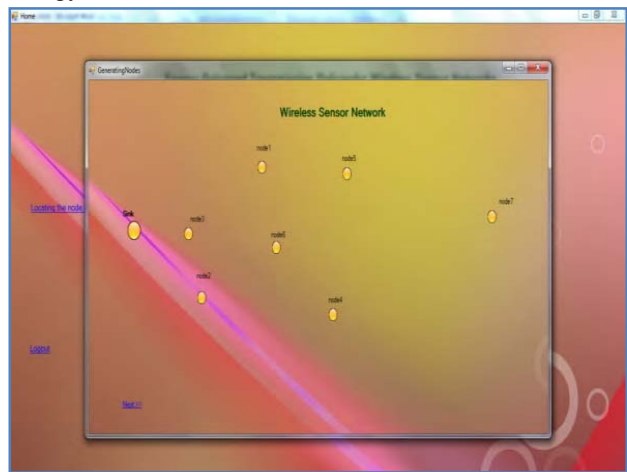 Home
GeneratingNodes
Wireless Sensor Network
node1
node5
node7
Locating the node
Sink
node3
node6
node2
node4
Logout
Next >>